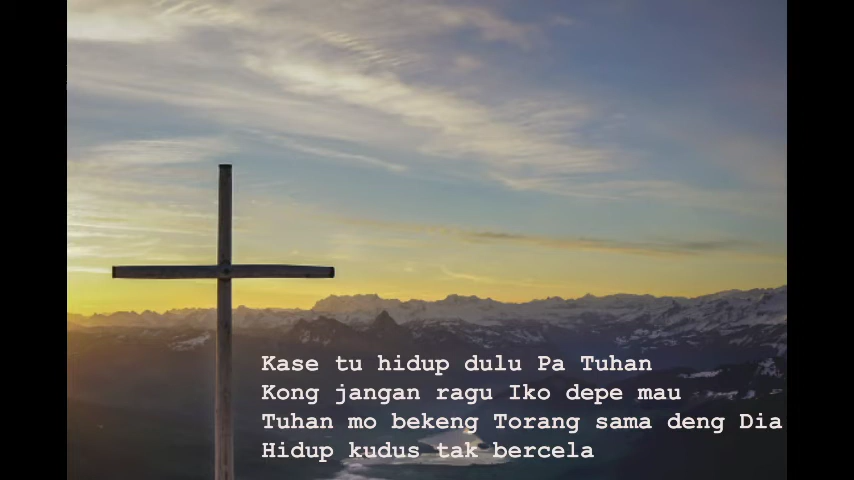 Kase tu hidup dulu Pa Tuhan
Kong jangan ragu Iko depe mau
Tuhan mo bekeng Torang sama deng Dia
Hidup kudus tak bercela